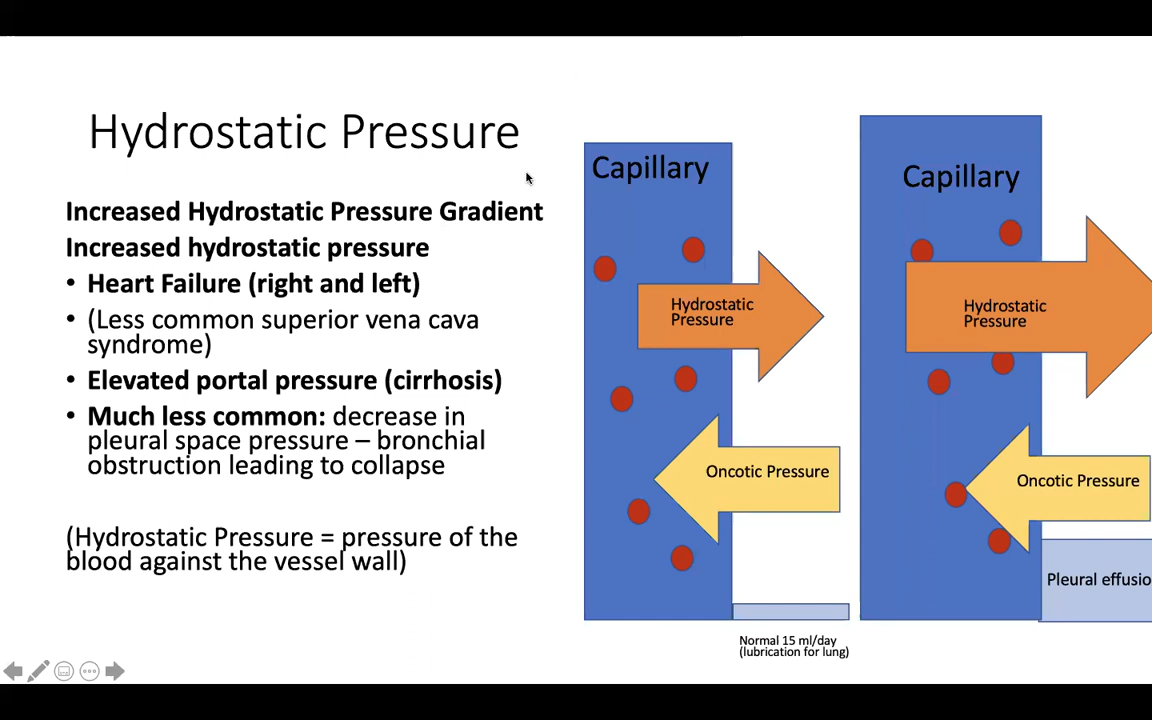 Hydrostatic Pressure
Increased Hydrostatic Pressure Gradient
Increased hydrostatic pressure
• Heart Failure (right and left)
• (Less common superior vena cava
syndrome)
• Elevated portal pressure (cirrhosis)
• Much less common: decrease in
pleural space pressure – bronchial
obstruction leading to collapse
(Hydrostatic Pressure = pressure of the
blood against the vessel wall)
Capillary
Hydrostatic
Pressure
Oncotic Pressure
Normal 15 ml/day
(lubrication for lung)
Capillary
Hydrostatic
Pressure
Oncotic Pressure
Pleural effusio